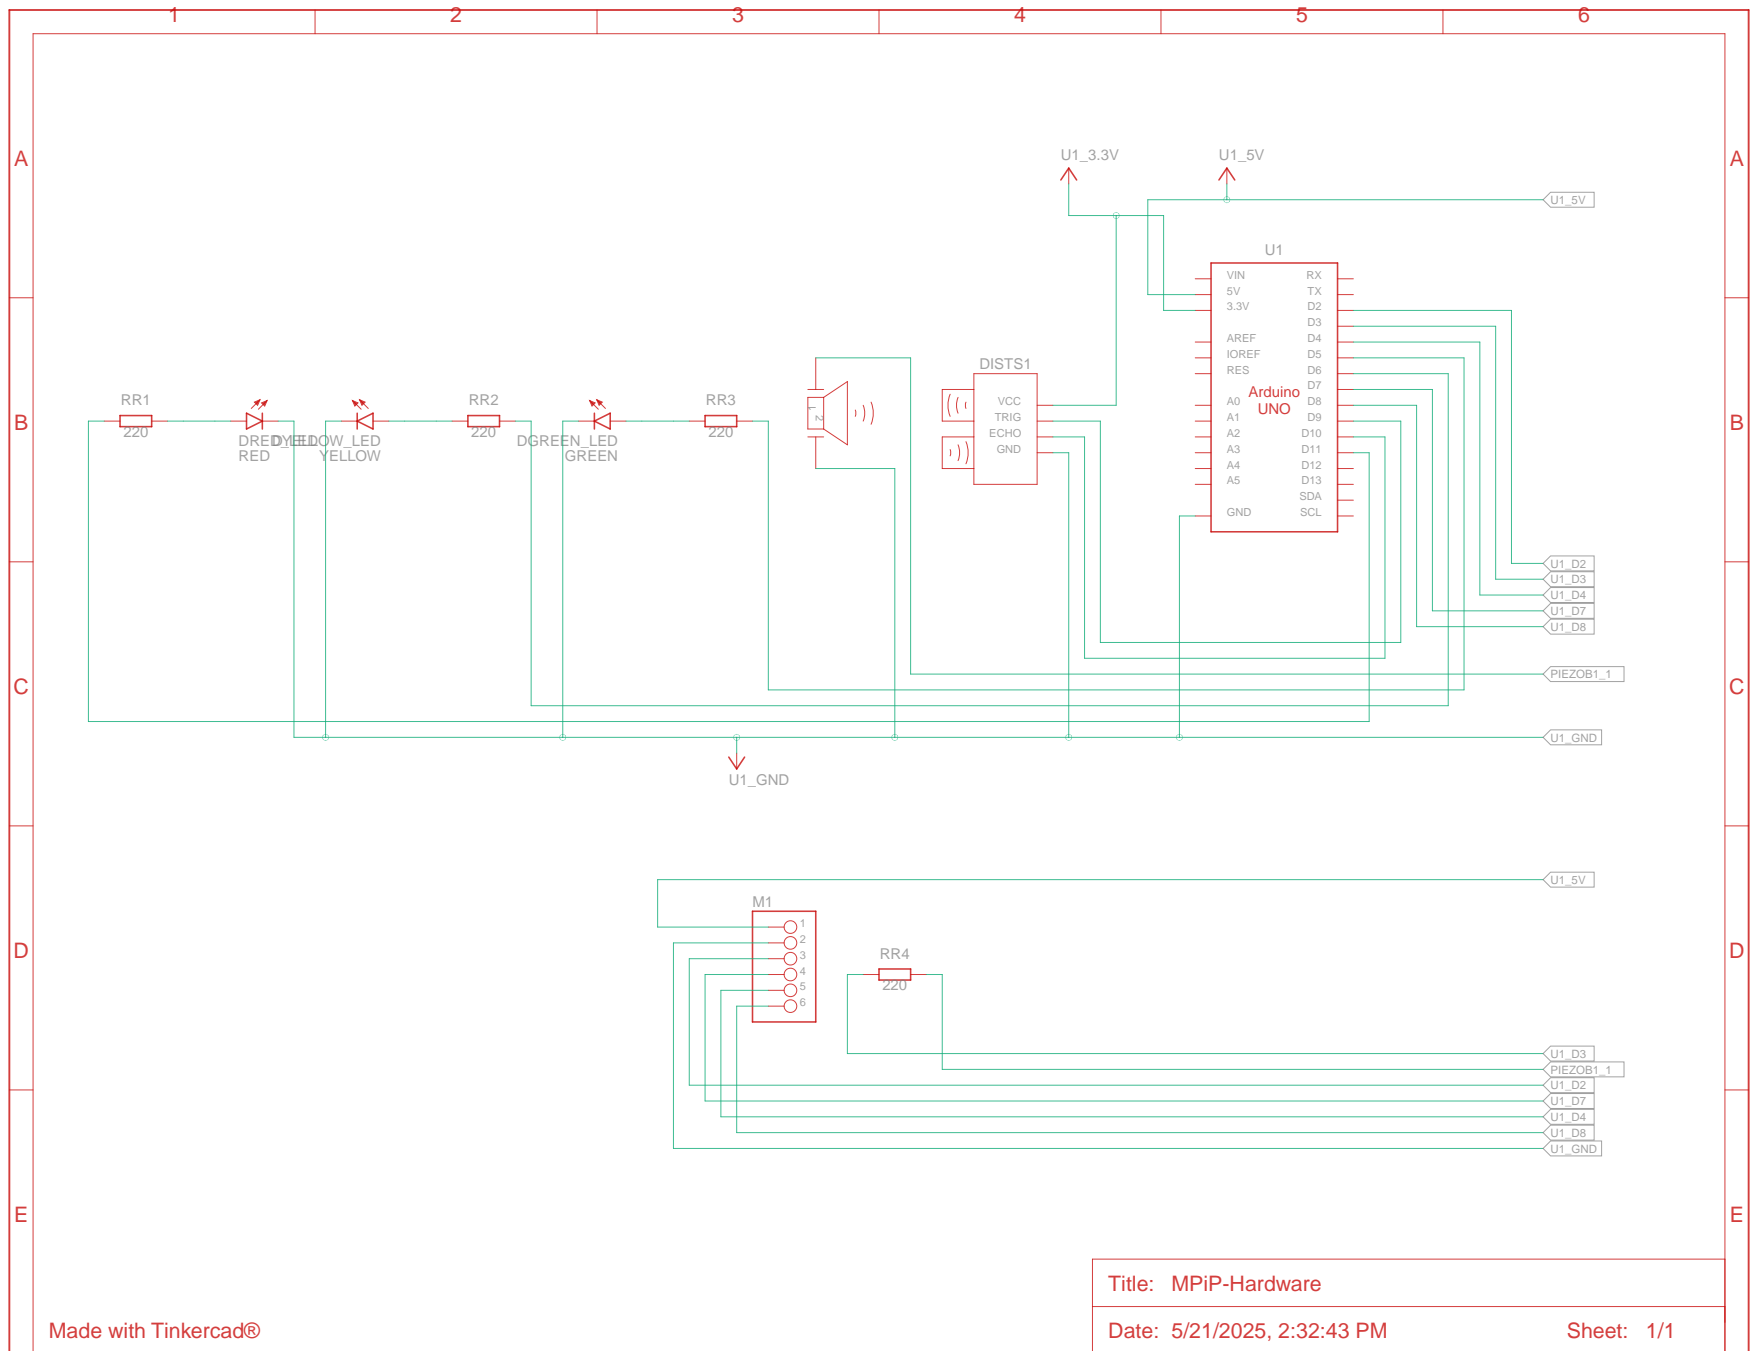 1 2 3 4 5 6
A A
U1_3.3V U1_5V
U1_5V
U1
VIN RX
5V TX
3.3V D2
D3
AREF D4
IOREF D5
RES D6
D7
A0 D8
A1 D9
A2 D10
A3 D11
A4 D12
A5 D13
SDA
GND SCL
Arduino
UNO
DISTS1
VCC
TRIG
ECHO
GND
B B
RR1
220
DRED_LED
RED
DYELLOW_LED
YELLOW
RR2
220
DGREEN_LED
GREEN
RR3
220
1
2
U1_D2
U1_D3
U1_D4
U1_D7
U1_D8
PIEZOB1_1
C C
U1_GND
U1_GND
U1_5V
M1
1
2
3
4
5
6
D D
RR4
220
U1_D3
PIEZOB1_1
U1_D2
U1_D7
U1_D4
U1_D8
U1_GND
E E
Title: MPiP-Hardware
Made with Tinkercad®
Date: 5/21/2025, 2:32:43 PM Sheet: 1/1